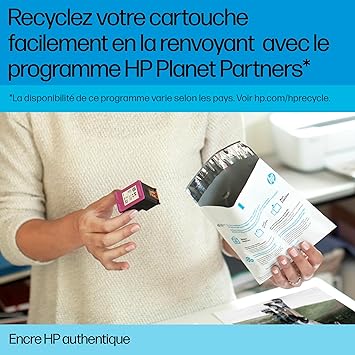 Recyclez votre cartouche
facilement en la renvoyant avec le
programme HP Planet Partners*
*La disponibilité de ce programme varie selon les pays. Voir hp.com/hprecycle.
hp
Encre HP authentique